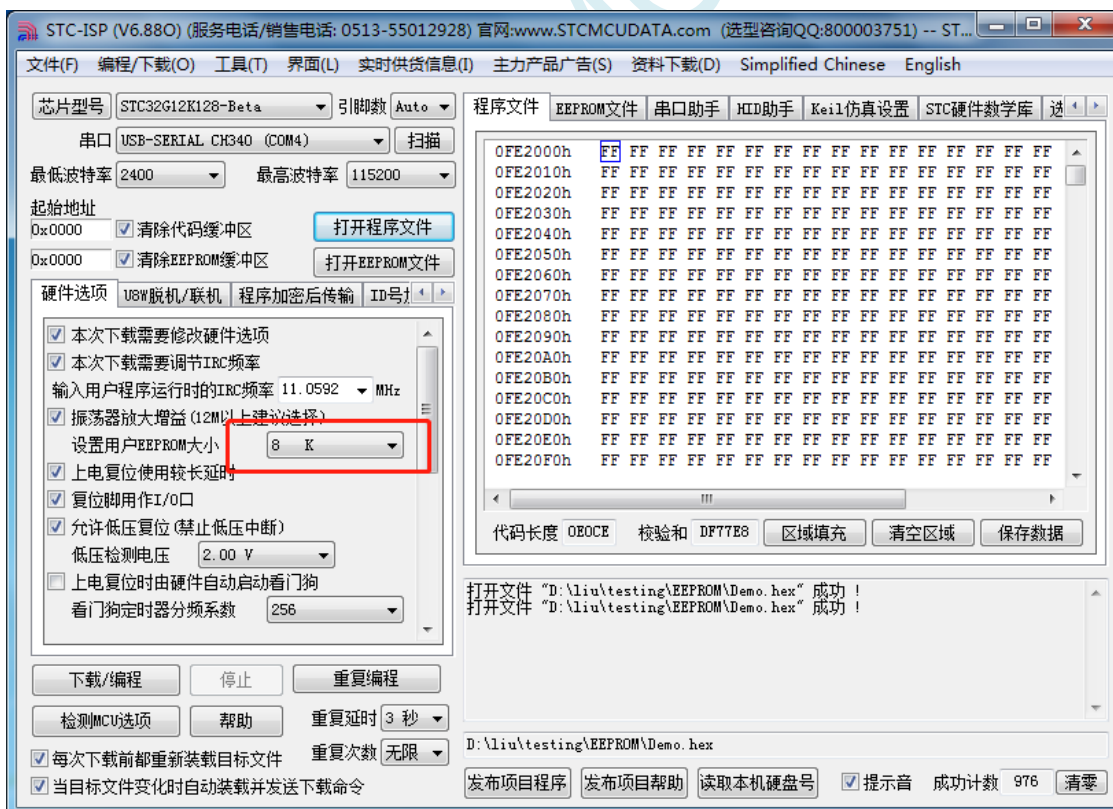 STC-ISP (V6.88O) (服务电话/销售电话: 0513-55012928) 官网:www.STCMCUDATA.com (选型咨询QQ:800003751) -- ST...
文件(F) 编程/下载(O) 工具(T) 界面(L) 实时供货信息(I) 主力产品广告(S) 资料下载(D) Simplified Chinese English
芯片型号 STC32G12K128-Beta 引脚数 Auto
串口 USB-SERIAL CH340 (COM4) 扫描
最低波特率 2400 最高波特率 115200
起始地址
0x0000 清除代码缓冲区 打开程序文件
0x0000 清除EEPROM缓冲区 打开EEPROM文件
硬件选项 U8W脱机/联机 程序加密后传输 ID号
本次下载需要修改硬件选项
本次下载需要调节IRC频率
输入用户程序运行时的IRC频率 11.0592 MHz
振荡器放大增益(12M以上建议选择)
设置用户EEPROM大小 8 K
上电复位使用较长延时
复位脚用作I/O口
允许低压复位(禁止低压中断)
低压检测电压 2.00 V
上电复位时由硬件自动启动看门狗
看门狗定时器分频系数 256
下载/编程 停止 重复编程
检测MCU选项 帮助 重复延时 3 秒
每次下载前都重新装载目标文件 重复次数 无限
当目标文件变化时自动装载并发送下载命令
程序文件 EEPROM文件 串口助手 HID助手 Keil仿真设置 STC硬件数学库 选
0FE2000h FF FF FF FF FF FF FF FF FF FF FF FF FF FF FF FF
0FE2010h FF FF FF FF FF FF FF FF FF FF FF FF FF FF FF FF
0FE2020h FF FF FF FF FF FF FF FF FF FF FF FF FF FF FF FF
0FE2030h FF FF FF FF FF FF FF FF FF FF FF FF FF FF FF FF
0FE2040h FF FF FF FF FF FF FF FF FF FF FF FF FF FF FF FF
0FE2050h FF FF FF FF FF FF FF FF FF FF FF FF FF FF FF FF
0FE2060h FF FF FF FF FF FF FF FF FF FF FF FF FF FF FF FF
0FE2070h FF FF FF FF FF FF FF FF FF FF FF FF FF FF FF FF
0FE2080h FF FF FF FF FF FF FF FF FF FF FF FF FF FF FF FF
0FE2090h FF FF FF FF FF FF FF FF FF FF FF FF FF FF FF FF
0FE20A0h FF FF FF FF FF FF FF FF FF FF FF FF FF FF FF FF
0FE20B0h FF FF FF FF FF FF FF FF FF FF FF FF FF FF FF FF
0FE20C0h FF FF FF FF FF FF FF FF FF FF FF FF FF FF FF FF
0FE20D0h FF FF FF FF FF FF FF FF FF FF FF FF FF FF FF FF
0FE20E0h FF FF FF FF FF FF FF FF FF FF FF FF FF FF FF FF
0FE20F0h FF FF FF FF FF FF FF FF FF FF FF FF FF FF FF FF
代码长度 0E0CE 校验和 DF77E8 区域填充 清空区域 保存数据
打开文件 "D:\liu\testing\EEPROM\Demo.hex" 成功 !
打开文件 "D:\liu\testing\EEPROM\Demo.hex" 成功 !
D:\liu\testing\EEPROM\Demo.hex
发布项目程序 发布项目帮助 读取本机硬盘号 提示音 成功计数 976 清零